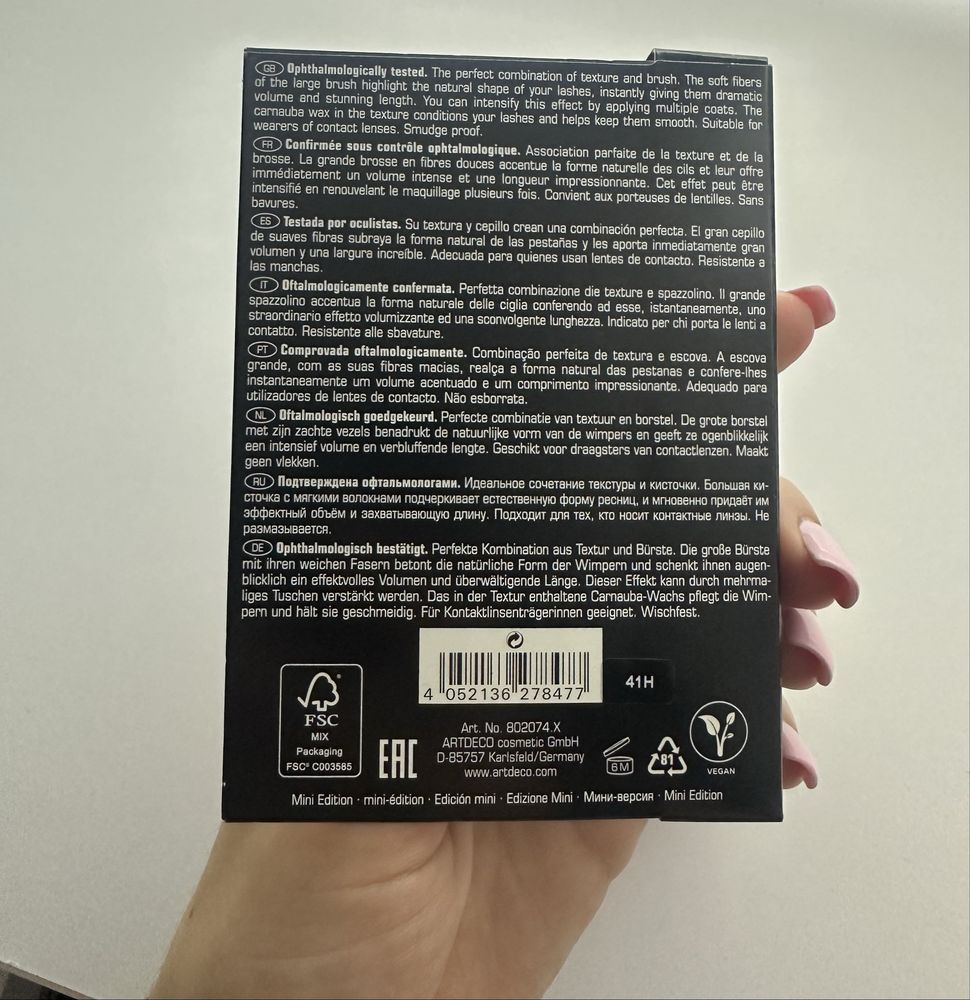 GB Ophthalmologically tested. The perfect combination of texture and brush. The soft fibers
of the large brush highlight the natural shape of your lashes, instantly giving them dramatic
volume and stunning length. You can intensify this effect by applying multiple coats. The
carnauba wax in the texture conditions your lashes and helps keep them smooth. Suitable for
wearers of contact lenses. Smudge proof.
FR Confirmée sous contrôle ophtalmologique. Association parfaite de la texture et de la
brosse. La grande brosse en fibres douces accentue la forme naturelle des cils et leur offre
immédiatement un volume intense et une longueur impressionnante. Cet effet peut être
intensifié en renouvelant le maquillage plusieurs fois. Convient aux porteuses de lentilles. Sans
bavures.
ES Testada por oculistas. Su textura y cepillo crean una combinación perfecta. El gran cepillo
de suaves fibras subraya la forma natural de las pestañas y les aporta inmediatamente gran
volumen y una largura increíble. Adecuada para quienes usan lentes de contacto. Resistente a
las manchas.
IT Oftalmologicamente confermata. Perfetta combinazione die texture e spazzolino. Il grande
spazzolino accentua la forma naturale delle ciglia conferendo ad esse, istantaneamente, uno
straordinario effetto volumizzante ed una sconvolgente lunghezza. Indicato per chi porta le lenti a
contatto. Resistente alle sbavature.
PT Comprovada oftalmologicamente. Combinação perfeita de textura e escova. A escova
grande, com as suas fibras macias, realça a forma natural das pestanas e confere-lhes
instantaneamente um volume acentuado e um comprimento impressionante. Adequado para
utilizadores de lentes de contacto. Não esborrata.
NL Oftalmologisch goedgekeurd. Perfecte combinatie van textuur en borstel. De grote borstel
met zijn zachte vezels benadrukt de natuurlijke vorm van de wimpers en geeft ze ogenblikkelijk
een intensief volume en verbluffende lengte. Geschikt voor draagsters van contactlenzen. Maakt
geen vlekken.
RU Подтверждена офтальмологами. Идеальное сочетание текстуры и кисточки. Большая ки-
сточка с мягкими волокнами подчеркивает естественную форму ресниц, и мгновенно придаёт им
эффектный объём и захватывающую длину. Подходит для тех, кто носит контактные линзы. Не
размазывается.
DE Ophthalmologisch bestätigt. Perfekte Kombination aus Textur und Bürste. Die große Bürste
mit ihren weichen Fasern betont die natürliche Form der Wimpern und schenkt ihnen augen-
blicklich ein effektvolles Volumen und überwältigende Länge. Dieser Effekt kann durch mehrma-
liges Tuschen verstärkt werden. Das in der Textur enthaltene Carnauba-Wachs pflegt die Wim-
pern und hält sie geschmeidig. Für Kontaktlinsenträgerinnen geeignet. Wischfest.
4 052136 278477
41H
FSC
MIX
Packaging
FSC® C003585
EAC
Art. No. 802074.X
ARTDECO cosmetic GmbH
D-85757 Karlsfeld/Germany
www.artdeco.com
6M
81
VEGAN
Mini Edition · mini-édition · Edición mini · Edizione Mini · Мини-версия · Mini Edition